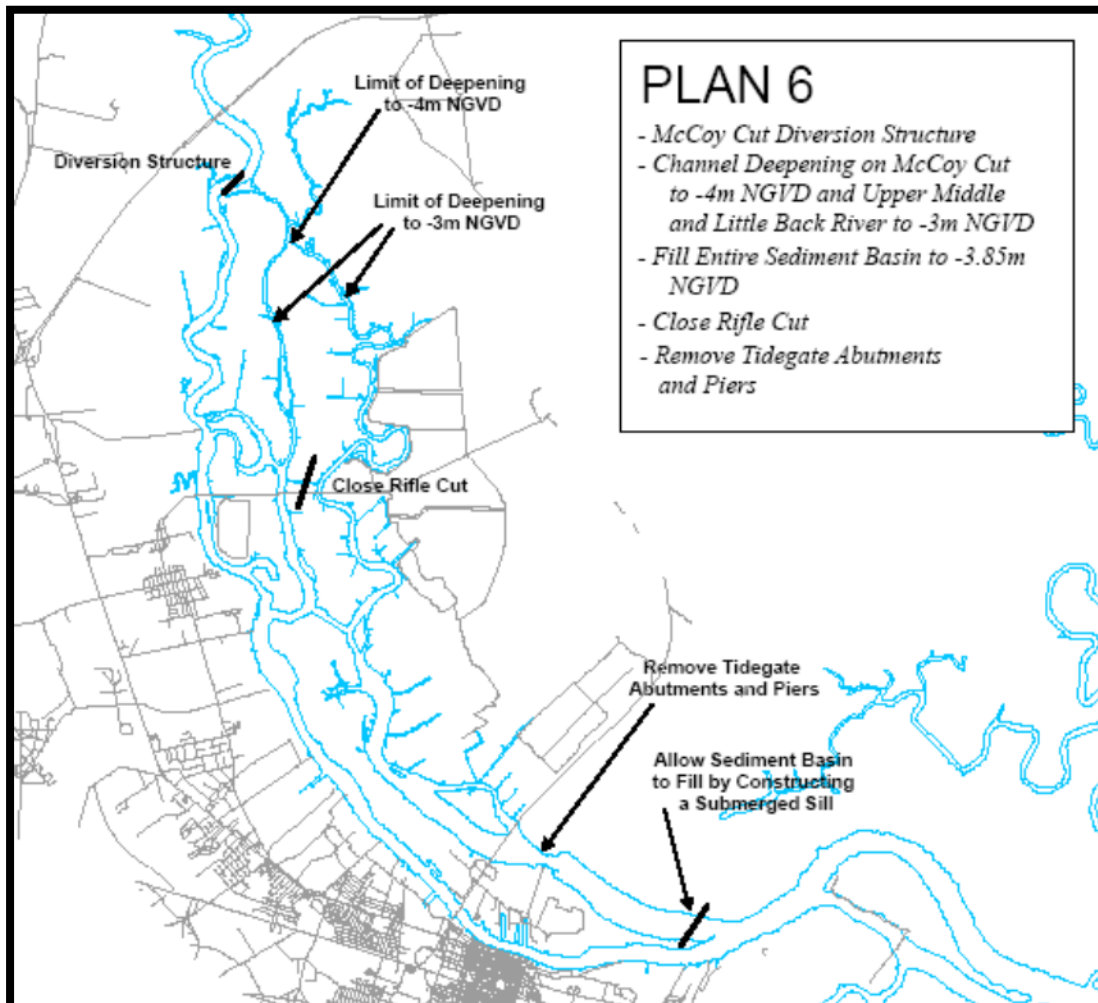 PLAN 6
- McCoy Cut Diversion Structure
- Channel Deepening on McCoy Cut
to -4m NGVD and Upper Middle
and Little Back River to -3m NGVD
- Fill Entire Sediment Basin to -3.85m
NGVD
- Close Rifle Cut
- Remove Tidegate Abutments
and Piers
Limit of Deepening
to -4m NGVD
Diversion Structure
Limit of Deepening
to -3m NGVD
Close Rifle Cut
Remove Tidegate
Abutments and Piers
Allow Sediment Basin
to Fill by Constructing
a Submerged Sill